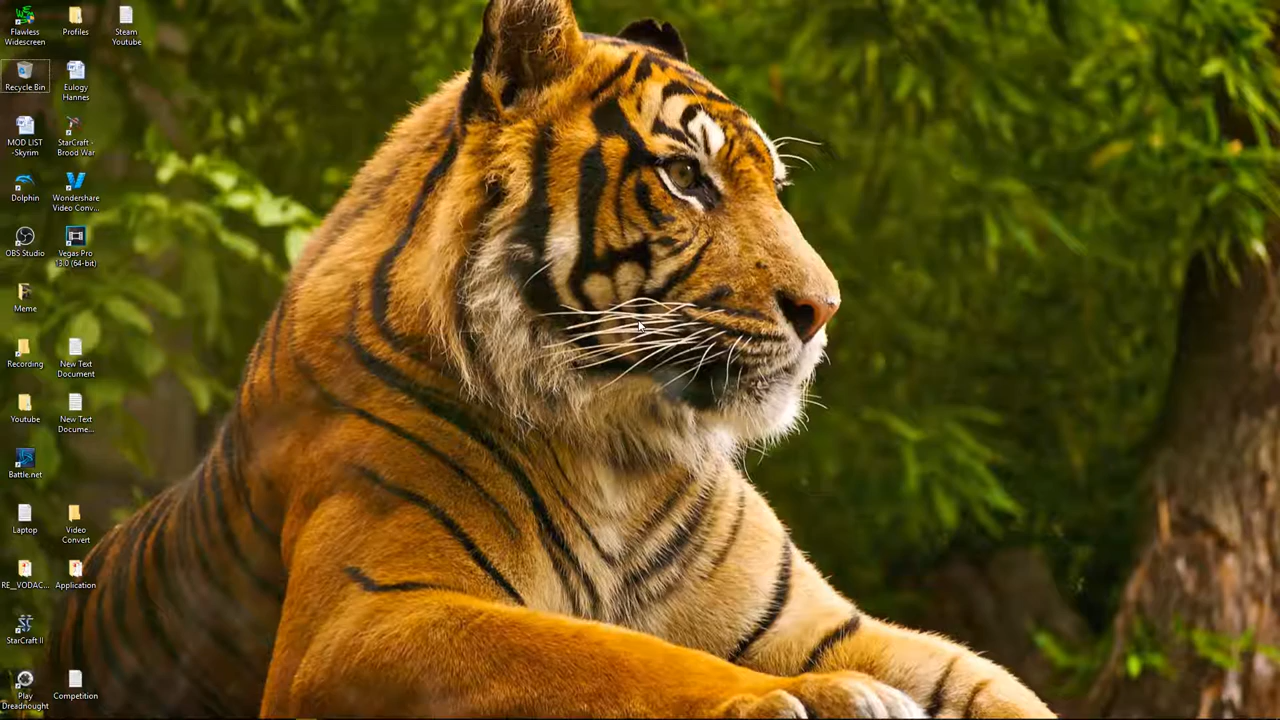 Flawless
Widescreen
Profiles
Steam
Youtube
Recycle Bin
Eulogy
Hannes
MOD LIST
-Skyrim
StarCraft -
Brood War
Dolphin
Wondershare
Video Conv...
OBS Studio
Vegas Pro
13.0 (64-bit)
Meme
Recording
New Text
Document
Youtube
New Text
Docume...
Battle.net
Laptop
Video
Convert
RE_VODAC...
Application
StarCraft II
Play
Dreadnought
Competition